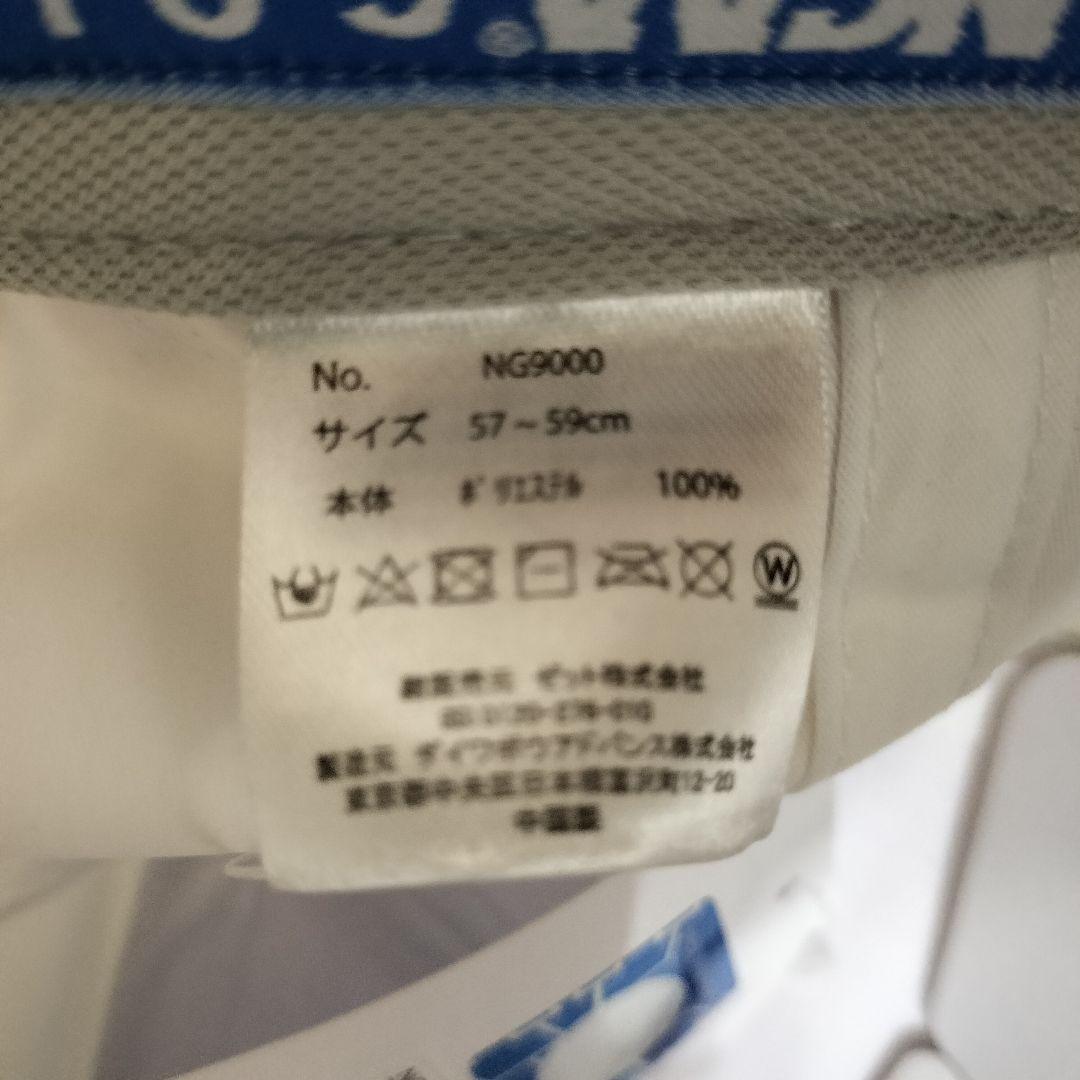 No. NG9000
サイズ 57～59cm
本体 ポリエステル 100%
W
総販売元 ゼット株式会社
製造元 ダイワボウアドバンス株式会社
東京都中央区日本橋富沢町12-20
中国製